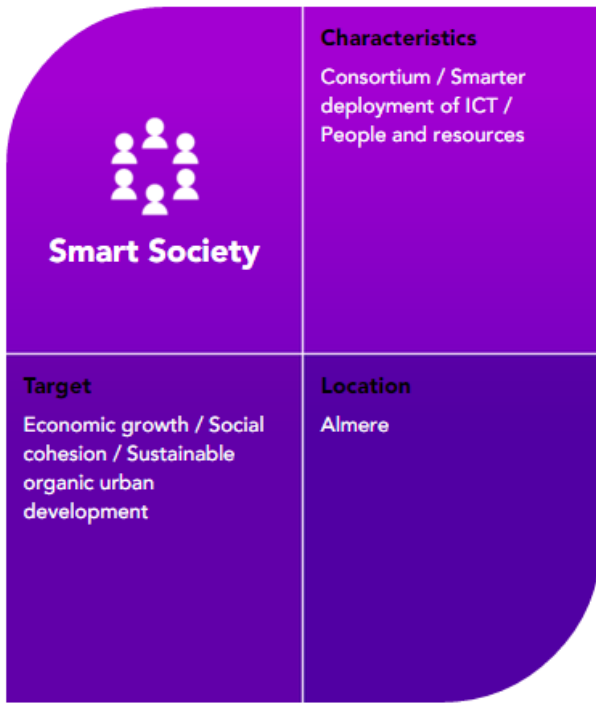 Smart Society
Characteristics
Consortium / Smarter
deployment of ICT /
People and resources
Target
Economic growth / Social
cohesion / Sustainable
organic urban
development
Location
Almere